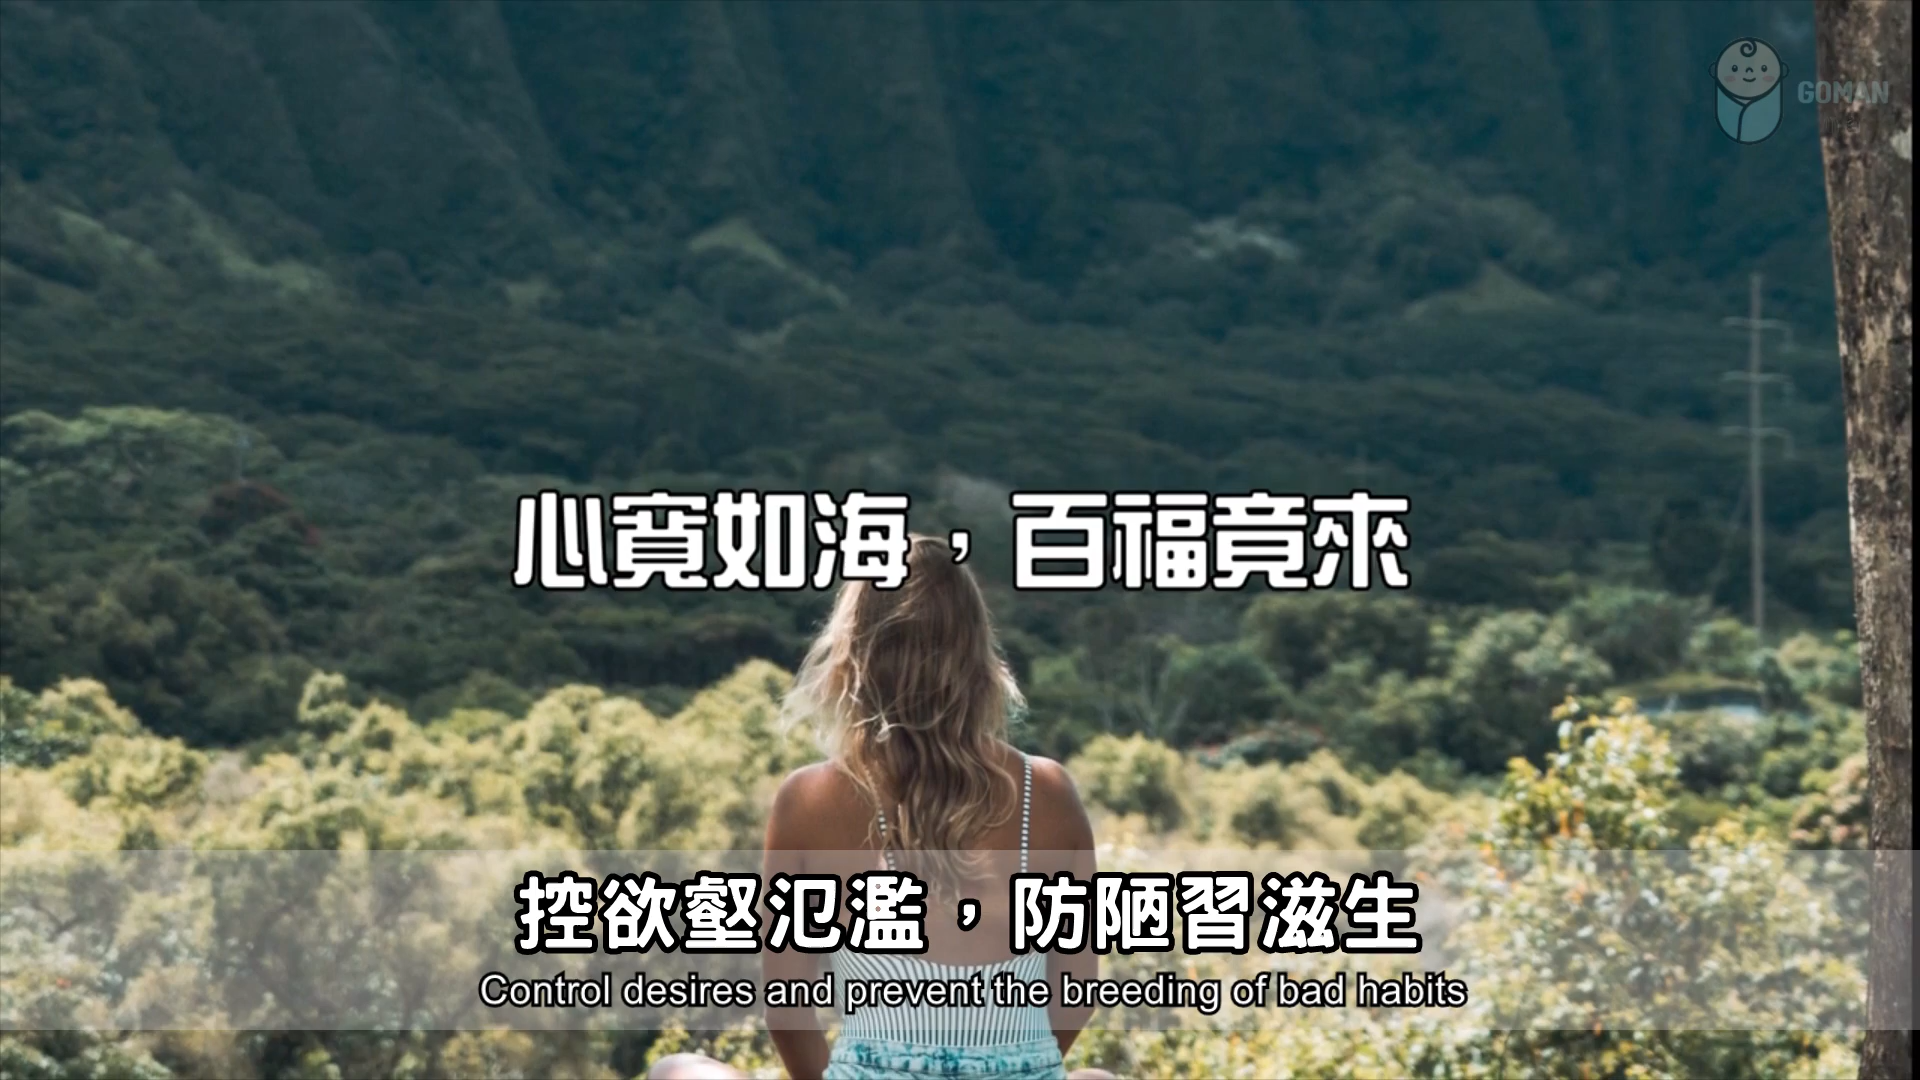 GOMAN
心寬如海，百福竟來
控欲壑氾濫，防陋習滋生
Control desires and prevent the breeding of bad habits